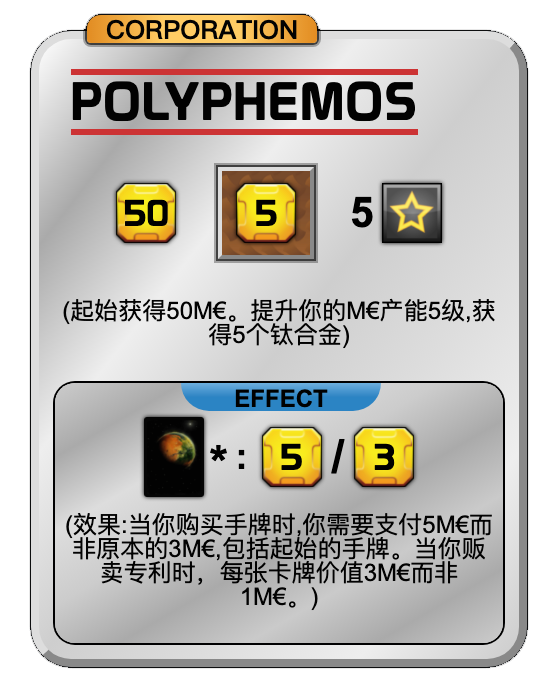 CORPORATION
POLYPHEMOS
50 5 5
(起始获得50M€。提升你的M€产能5级,获
得5个钛合金)
EFFECT
* : 5 / 3
(效果:当你购买手牌时,你需要支付5M€而
非原本的3M€,包括起始的手牌。当你贩
卖专利时，每张卡牌价值3M€而非
1M€。)